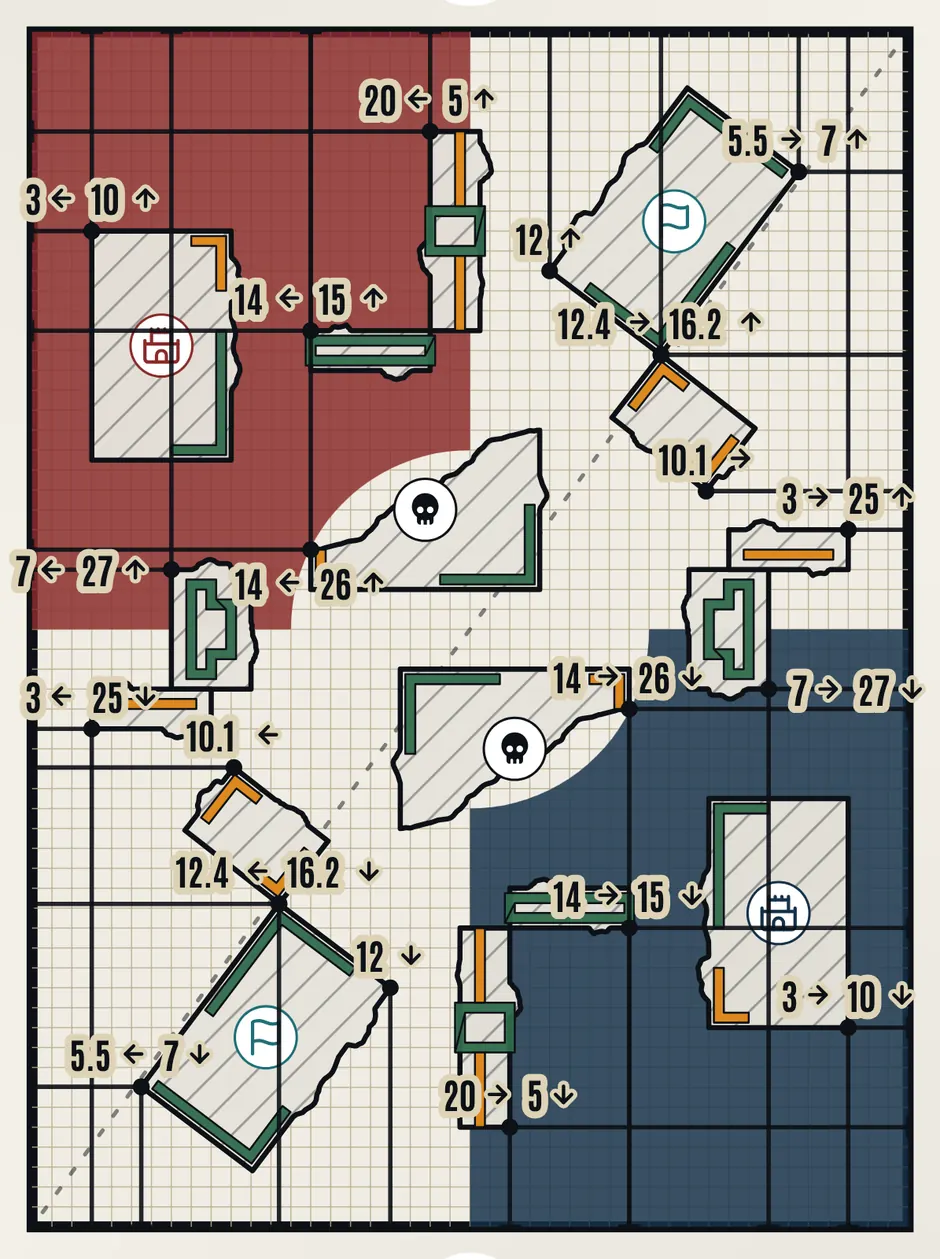 20 ← 5 ↑
5.5 → 7 ↑
3 ← 10 ↑
12 ↑
14 ← 15 ↑
12.4 → 16.2 ↑
10.1 →
3 → 25 ↑
7 ← 27 ↑
14 ← 26 ↑
14 → 26 ↓
7 → 27 ↓
3 ← 25 ↓
10.1 ←
12.4 ← 16.2 ↓
14 → 15 ↓
12 ↓
3 → 10 ↓
5.5 ← 7 ↓
20 → 5 ↓